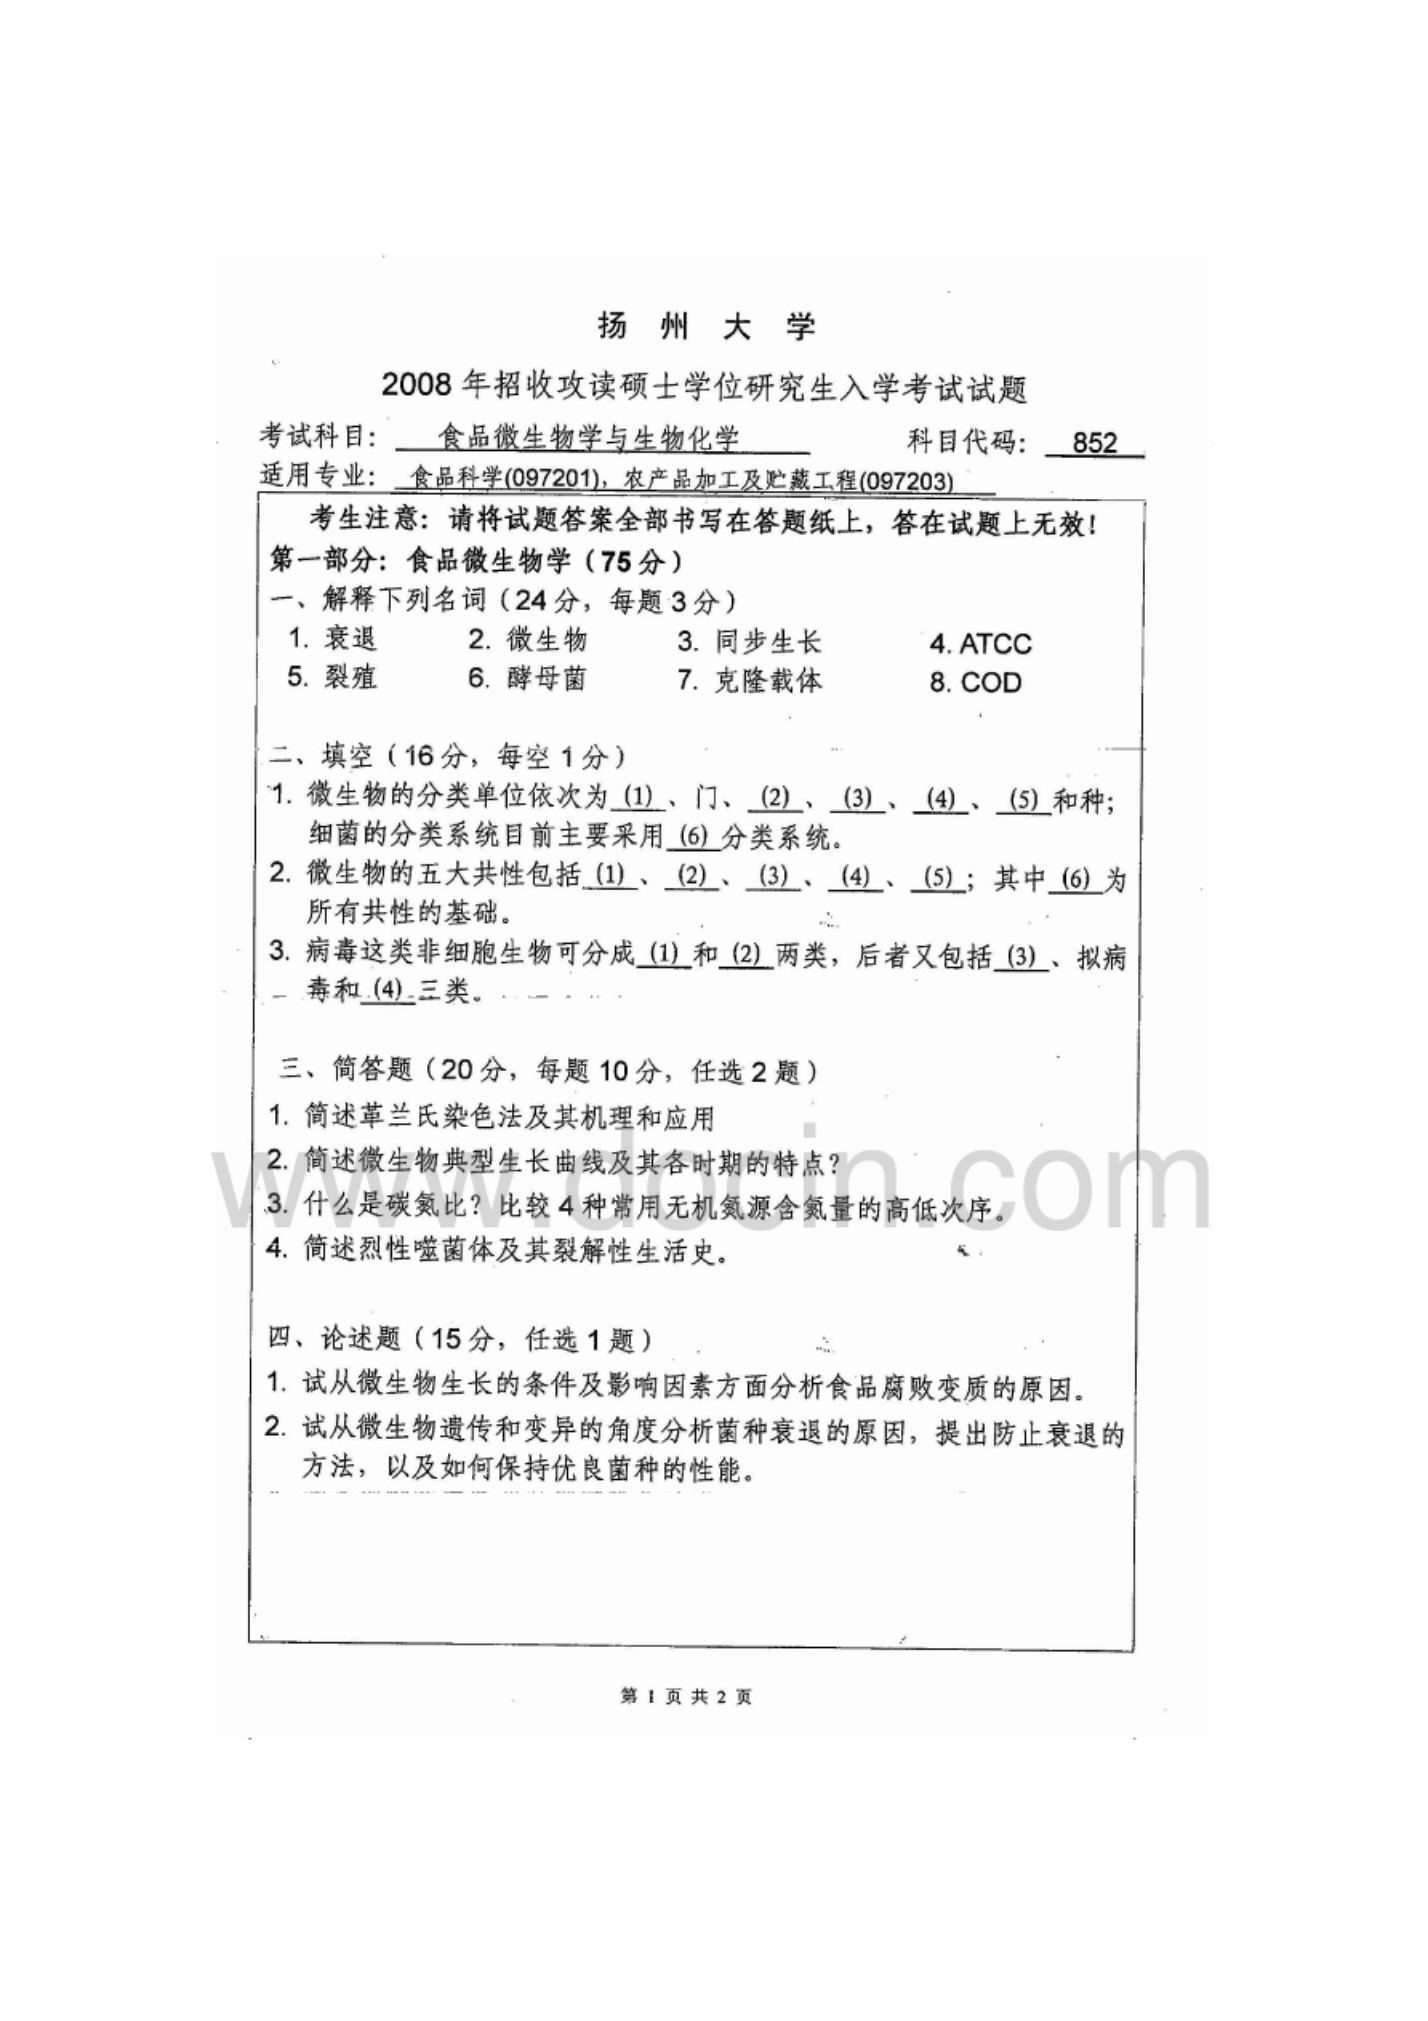 扬 州 大 学
2008 年招收攻读硕士学位研究生入学考试试题
考试科目： 食品微生物学与生物化学 科目代码： 852
适用专业： 食品科学(097201)，农产品加工及贮藏工程(097203)
考生注意：请将试题答案全部书写在答题纸上，答在试题上无效！
第一部分：食品微生物学（75分）
一、解释下列名词（24分，每题3分）
1. 衰退 2. 微生物 3. 同步生长 4. ATCC
5. 裂殖 6. 酵母菌 7. 克隆载体 8. COD
二、填空（16分，每空1分）
1. 微生物的分类单位依次为 (1) 、门、 (2) 、 (3) 、 (4) 、 (5) 和种；
细菌的分类系统目前主要采用 (6) 分类系统。
2. 微生物的五大共性包括 (1) 、 (2) 、 (3) 、 (4) 、 (5) ；其中 (6) 为
所有共性的基础。
3. 病毒这类非细胞生物可分成 (1) 和 (2) 两类，后者又包括 (3) 、拟病
毒和 (4) 三类。
三、简答题（20分，每题10分，任选2题）
1. 简述革兰氏染色法及其机理和应用
2. 简述微生物典型生长曲线及其各时期的特点？
3. 什么是碳氮比？比较4种常用无机氮源含氮量的高低次序。
4. 简述烈性噬菌体及其裂解性生活史。
www.docin.com
四、论述题（15分，任选1题）
1. 试从微生物生长的条件及影响因素方面分析食品腐败变质的原因。
2. 试从微生物遗传和变异的角度分析菌种衰退的原因，提出防止衰退的
方法，以及如何保持优良菌种的性能。
第 1 页 共 2 页